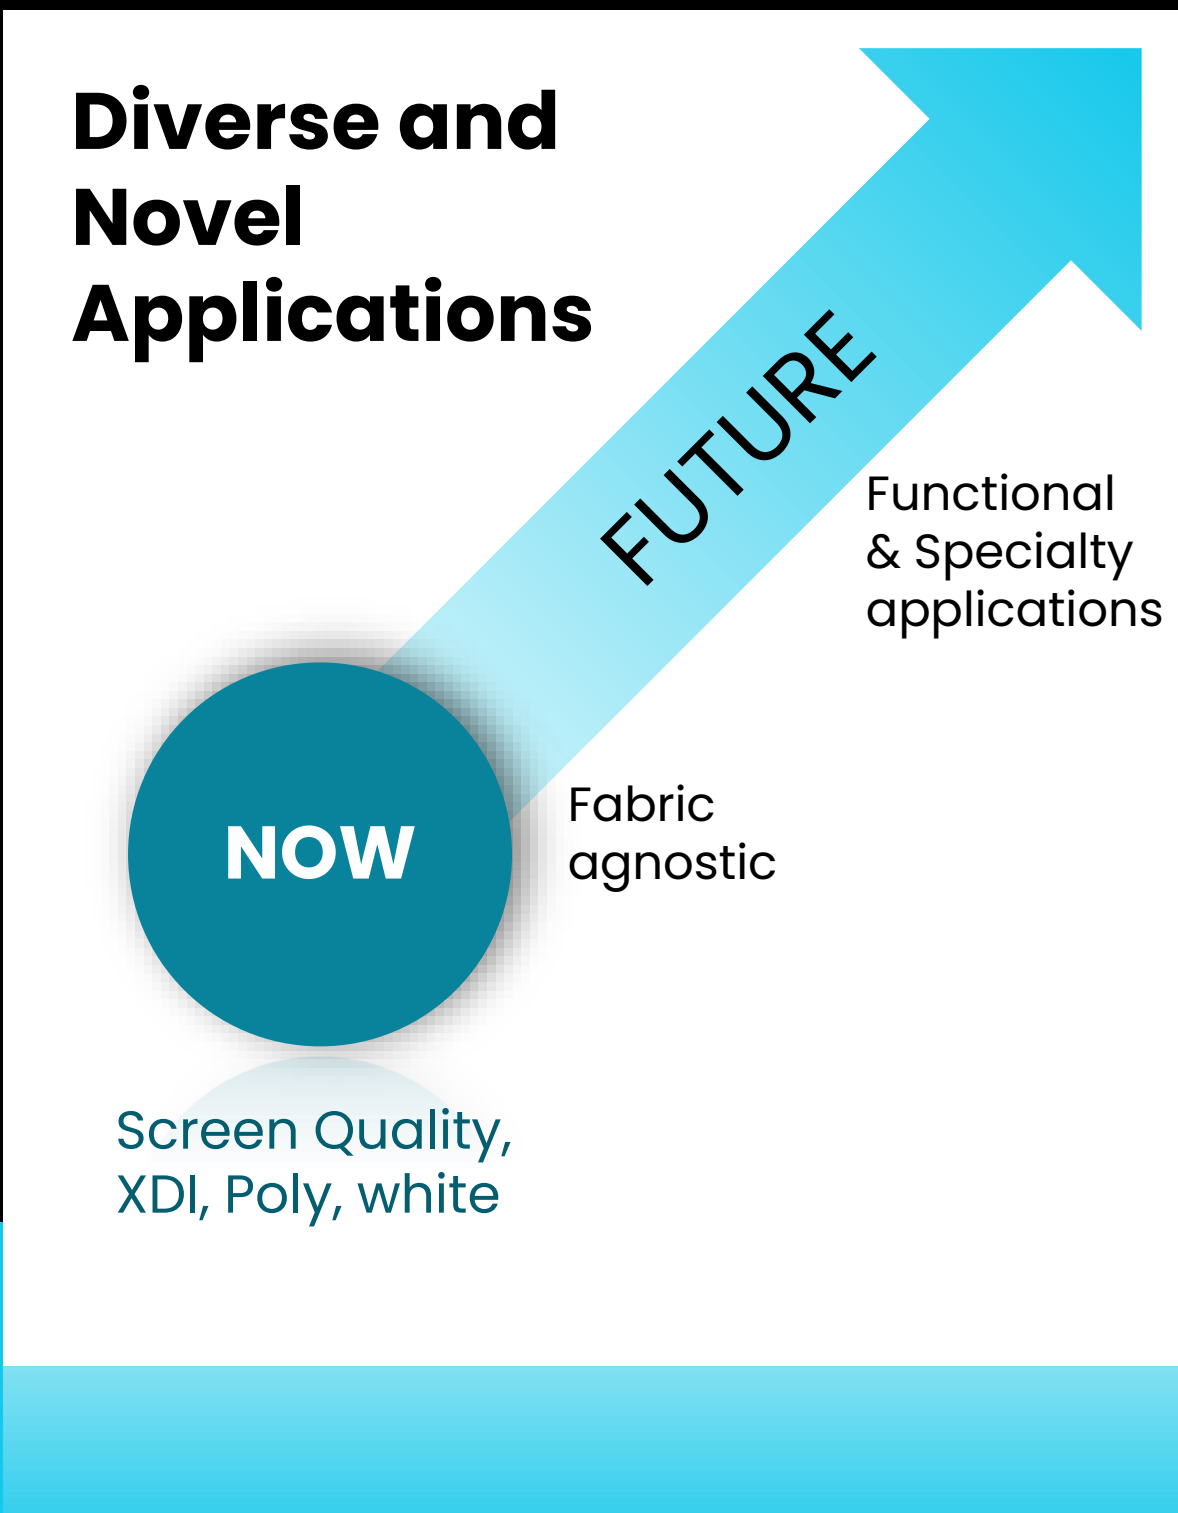 Diverse and
Novel
Applications
FUTURE
Functional
& Specialty
applications
Fabric
agnostic
NOW
Screen Quality,
XDI, Poly, white